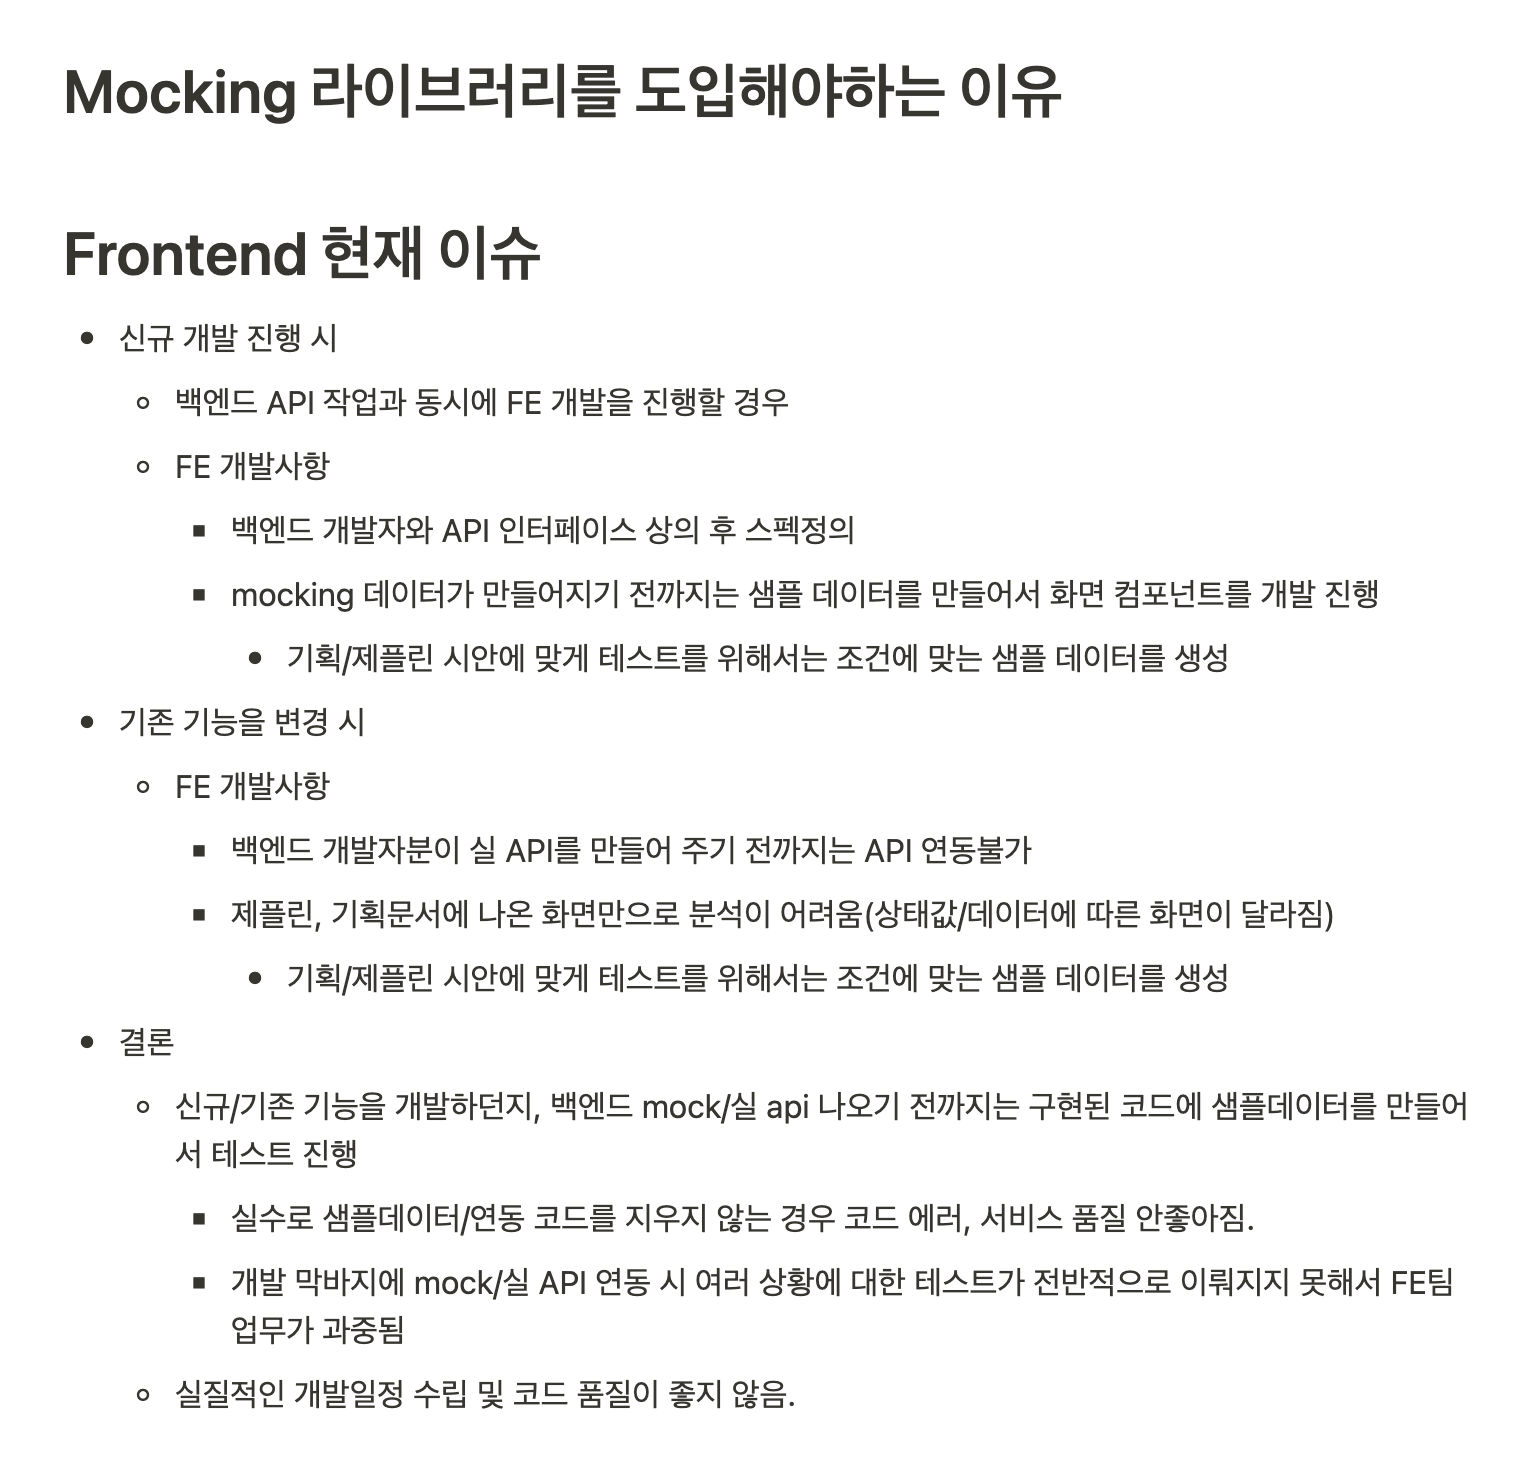 Mocking 라이브러리를 도입해야하는 이유
Frontend 현재 이슈
신규 개발 진행 시
백엔드 API 작업과 동시에 FE 개발을 진행할 경우
FE 개발사항
백엔드 개발자와 API 인터페이스 상의 후 스펙정의
mocking 데이터가 만들어지기 전까지는 샘플 데이터를 만들어서 화면 컴포넌트를 개발 진행
기획/제플린 시안에 맞게 테스트를 위해서는 조건에 맞는 샘플 데이터를 생성
기존 기능을 변경 시
FE 개발사항
백엔드 개발자분이 실 API를 만들어 주기 전까지는 API 연동불가
제플린, 기획문서에 나온 화면만으로 분석이 어려움(상태값/데이터에 따른 화면이 달라짐)
기획/제플린 시안에 맞게 테스트를 위해서는 조건에 맞는 샘플 데이터를 생성
결론
신규/기존 기능을 개발하던지, 백엔드 mock/실 api 나오기 전까지는 구현된 코드에 샘플데이터를 만들어
서 테스트 진행
실수로 샘플데이터/연동 코드를 지우지 않는 경우 코드 에러, 서비스 품질 안좋아짐.
개발 막바지에 mock/실 API 연동 시 여러 상황에 대한 테스트가 전반적으로 이뤄지지 못해서 FE팀
업무가 과중됨
실질적인 개발일정 수립 및 코드 품질이 좋지 않음.